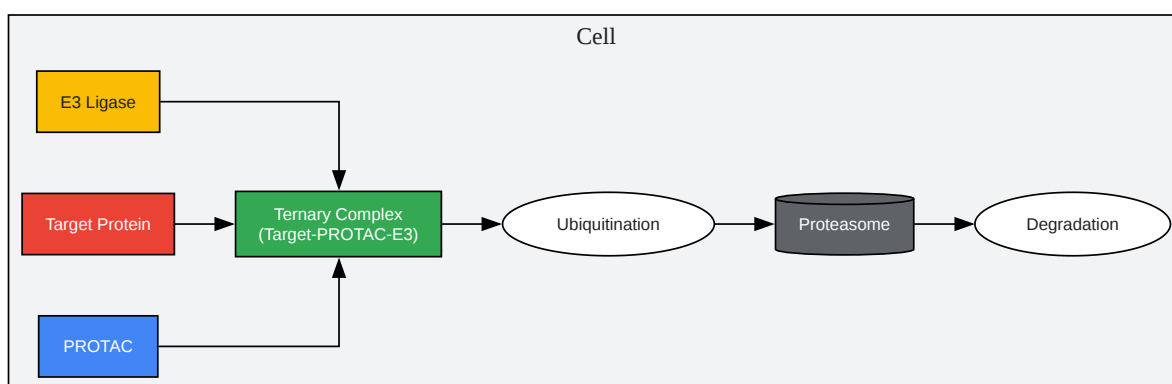 Cell
E3 Ligase
Target Protein
Ternary Complex
(Target-PROTAC-E3)
Ubiquitination
Proteasome
Degradation
PROTAC